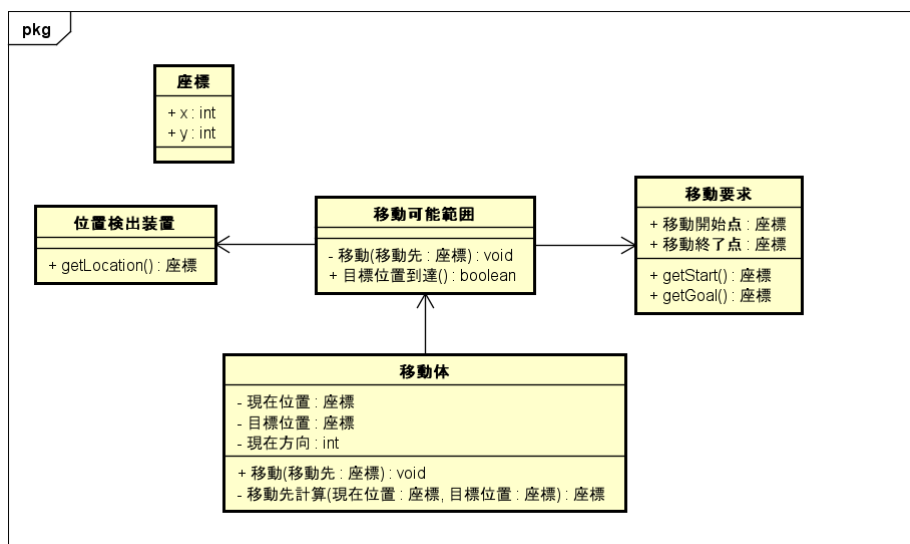 pkg
座標
+ x : int
+ y : int
位置検出装置
+ getLocation() : 座標
移動可能範囲
- 移動(移動先 : 座標) : void
+ 目標位置到達() : boolean
移動要求
+ 移動開始点 : 座標
+ 移動終了点 : 座標
+ getStart() : 座標
+ getGoal() : 座標
移動体
- 現在位置 : 座標
- 目標位置 : 座標
- 現在方向 : int
+ 移動(移動先 : 座標) : void
- 移動先計算(現在位置 : 座標, 目標位置 : 座標) : 座標